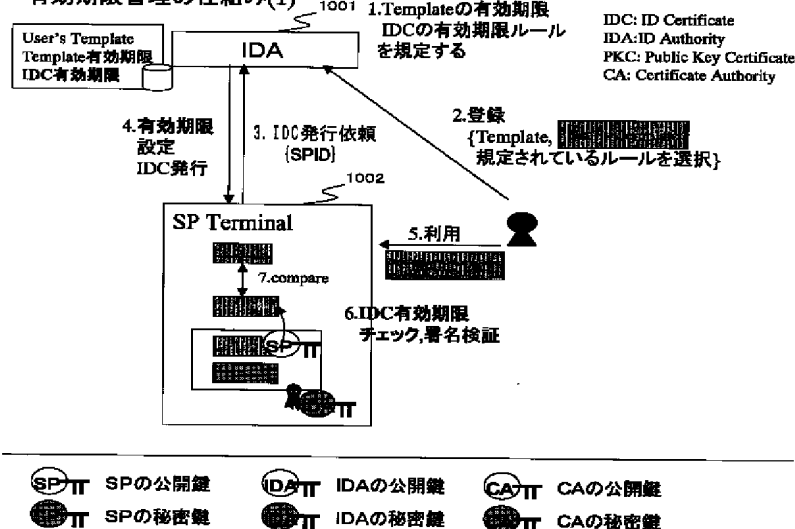 有効期限管理の仕組み(1)
1001
1.Templateの有効期限
IDCの有効期限ルール
を規定する
IDC: ID Certificate
IDA:ID Authority
PKC: Public Key Certificate
CA: Certificate Authority
User's Template
Template有効期限
IDC有効期限
IDA
4.有効期限
設定
IDC発行
3. IDC発行依頼
{SPID}
2.登録
{Template,
規定されているルールを選択}
1002
SP Terminal
5.利用
7.compare
6.IDC有効期限
チェック,署名検証
SP
SP SPの公開鍵
IDA IDAの公開鍵
CA CAの公開鍵
SPの秘密鍵
IDAの秘密鍵
CAの秘密鍵